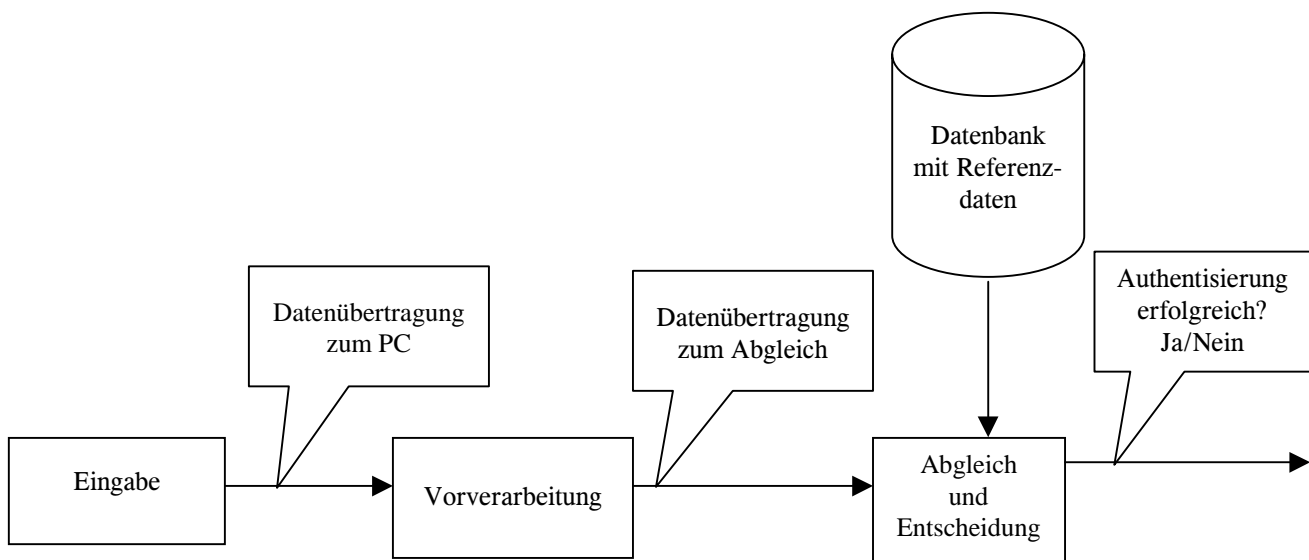 Datenbank
mit Referenz-
daten
Authentisierung
erfolgreich?
Ja/Nein
Datenübertragung
zum PC
Datenübertragung
zum Abgleich
Eingabe
Vorverarbeitung
Abgleich
und
Entscheidung